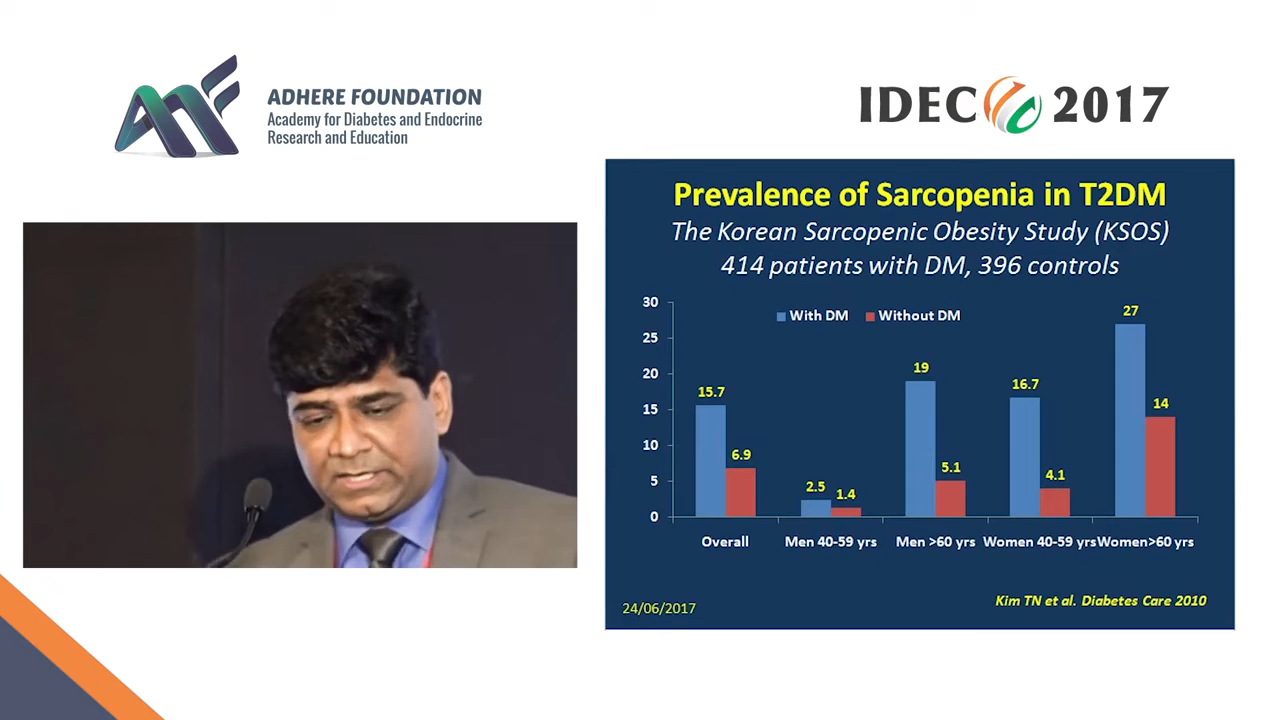 ADHERE FOUNDATION
Academy for Diabetes and Endocrine
Research and Education
IDEC 2017
Prevalence of Sarcopenia in T2DM
The Korean Sarcopenic Obesity Study (KSOS)
414 patients with DM, 396 controls
30
25
20
15
10
5
0
With DM
Without DM
15.7
6.9
2.5
1.4
19
5.1
16.7
4.1
27
14
Overall
Men 40-59 yrs
Men >60 yrs
Women 40-59 yrs
Women>60 yrs
24/06/2017
Kim TN et al. Diabetes Care 2010